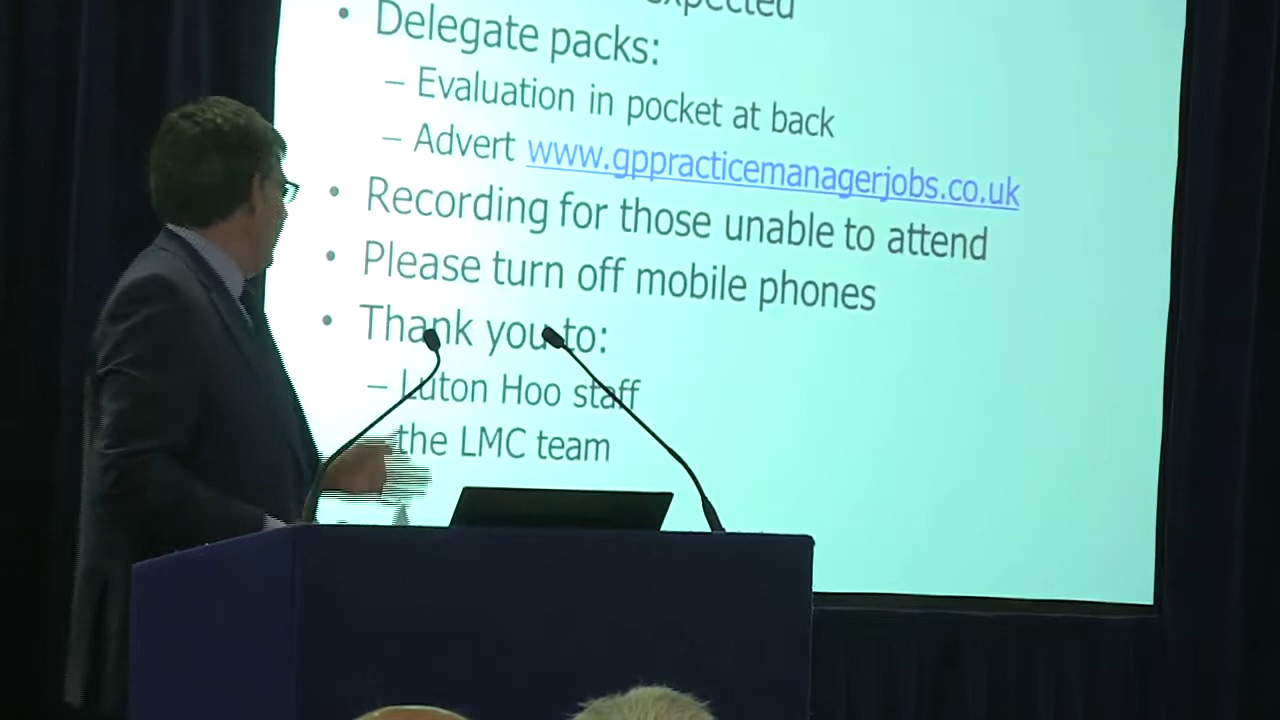 expected
• Delegate packs:
– Evaluation in pocket at back
– Advert www.gppracticemanagerjobs.co.uk
• Recording for those unable to attend
• Please turn off mobile phones
• Thank you to:
– Luton Hoo staff
the LMC team